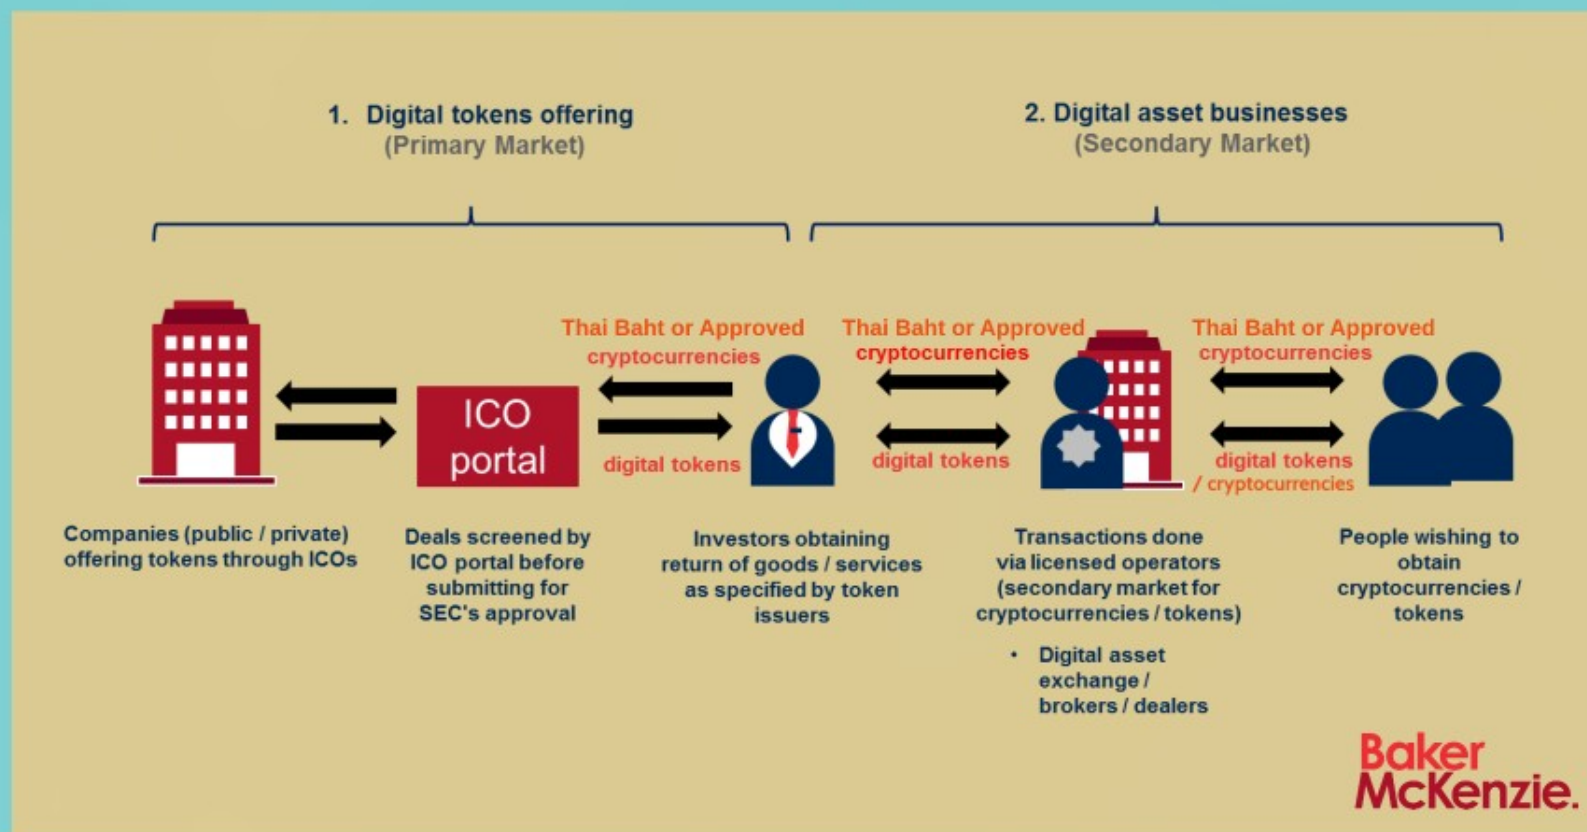 1. Digital tokens offering
(Primary Market)
2. Digital asset businesses
(Secondary Market)
Thai Baht or Approved
cryptocurrencies
Thai Baht or Approved
cryptocurrencies
Thai Baht or Approved
cryptocurrencies
ICO
portal
digital tokens
digital tokens
digital tokens
/ cryptocurrencies
Companies (public / private)
offering tokens through ICOs
Deals screened by
ICO portal before
submitting for
SEC's approval
Investors obtaining
return of goods / services
as specified by token
issuers
Transactions done
via licensed operators
(secondary market for
cryptocurrencies / tokens)
• Digital asset
exchange /
brokers / dealers
People wishing to
obtain
cryptocurrencies /
tokens
Baker
McKenzie.